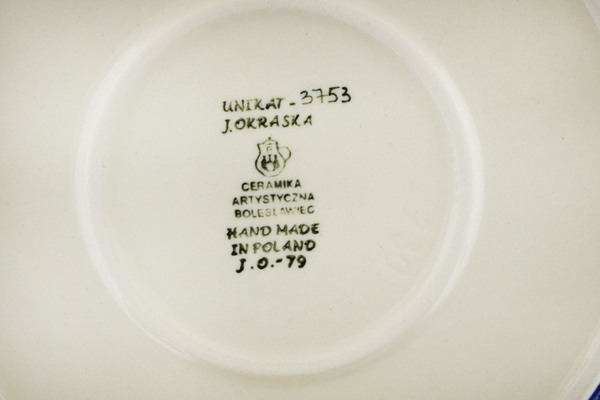 UNIKAT - 3753
J. OKRASKA
CERAMIKA
ARTYSTYCZNA
BOLESŁAWIEC
HAND MADE
IN POLAND
J.O.-79